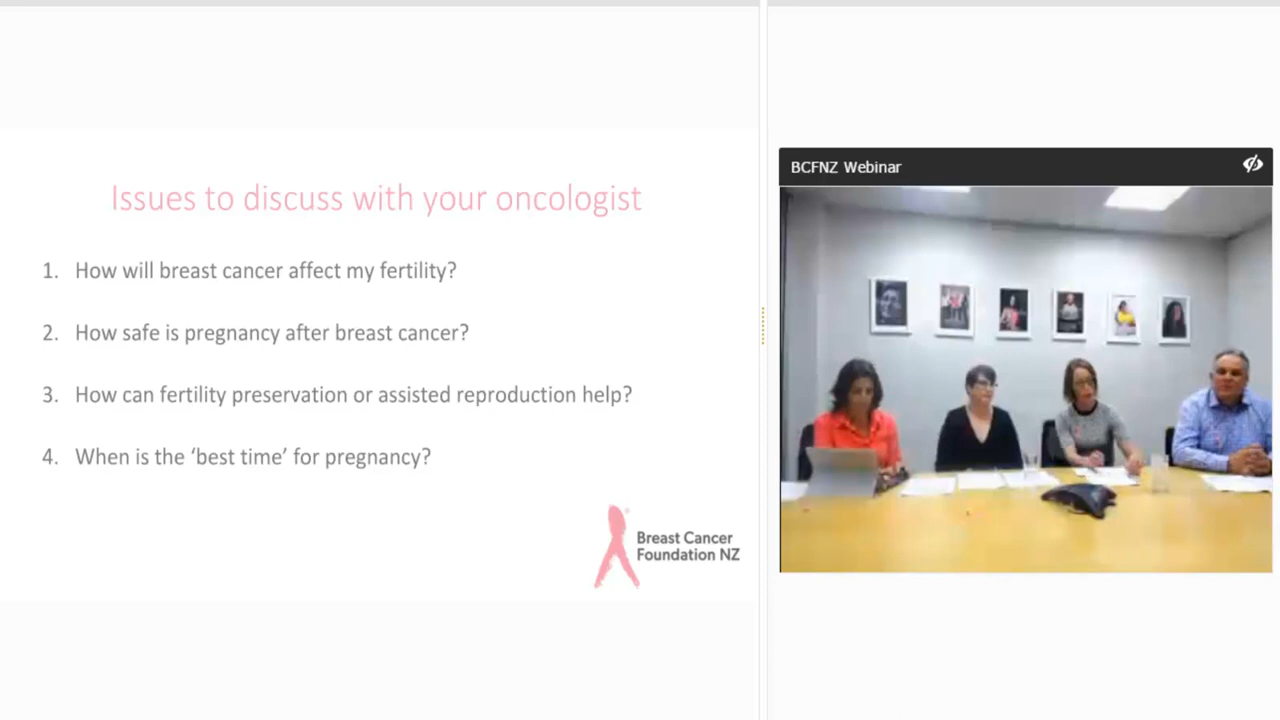 Issues to discuss with your oncologist
1. How will breast cancer affect my fertility?
2. How safe is pregnancy after breast cancer?
3. How can fertility preservation or assisted reproduction help?
4. When is the ‘best time’ for pregnancy?
Breast Cancer
Foundation NZ
BCFNZ Webinar